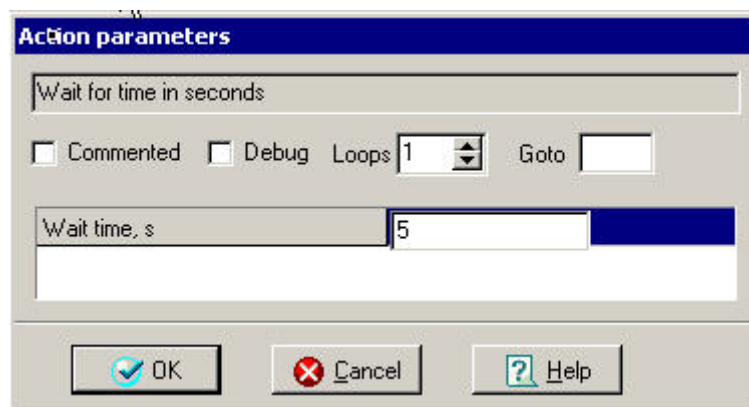 Action parameters
Wait for time in seconds
Commented Debug Loops 1 Goto
Wait time, s 5
OK Cancel Help